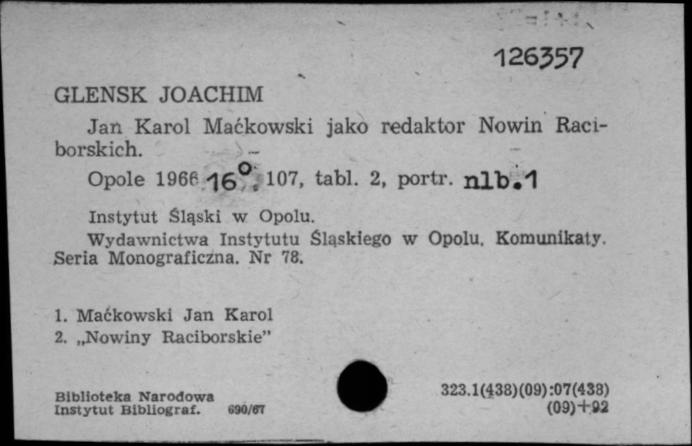 126357
GLENSK JOACHIM
Jan Karol Maćkowski jako redaktor Nowin Raci-
borskich.
Opole 1966 16°. 107, tabl. 2, portr. nlb.1
Instytut Śląski w Opolu.
Wydawnictwa Instytutu Śląskiego w Opolu. Komunikaty.
Seria Monograficzna. Nr 78.
1. Maćkowski Jan Karol
2. „Nowiny Raciborskie”
Biblioteka Narodowa 323.1(438)(09):07(438)
Instytut Bibliograf. 690/67 (09)+92